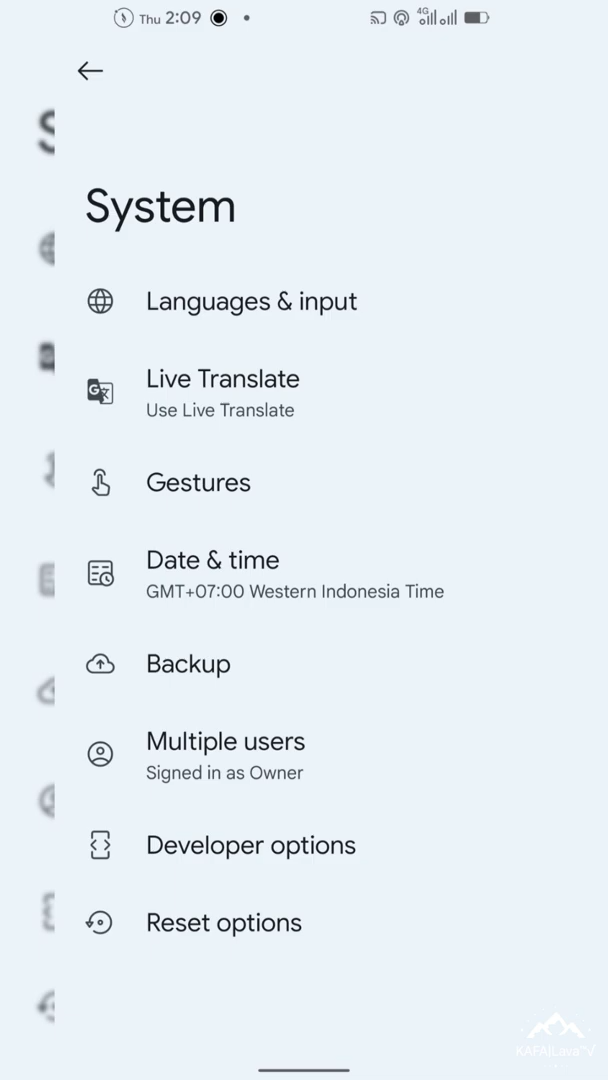 Thu 2:09
4G
System
Languages & input
Live Translate
Use Live Translate
Gestures
Date & time
GMT+07:00 Western Indonesia Time
Backup
Multiple users
Signed in as Owner
Developer options
Reset options